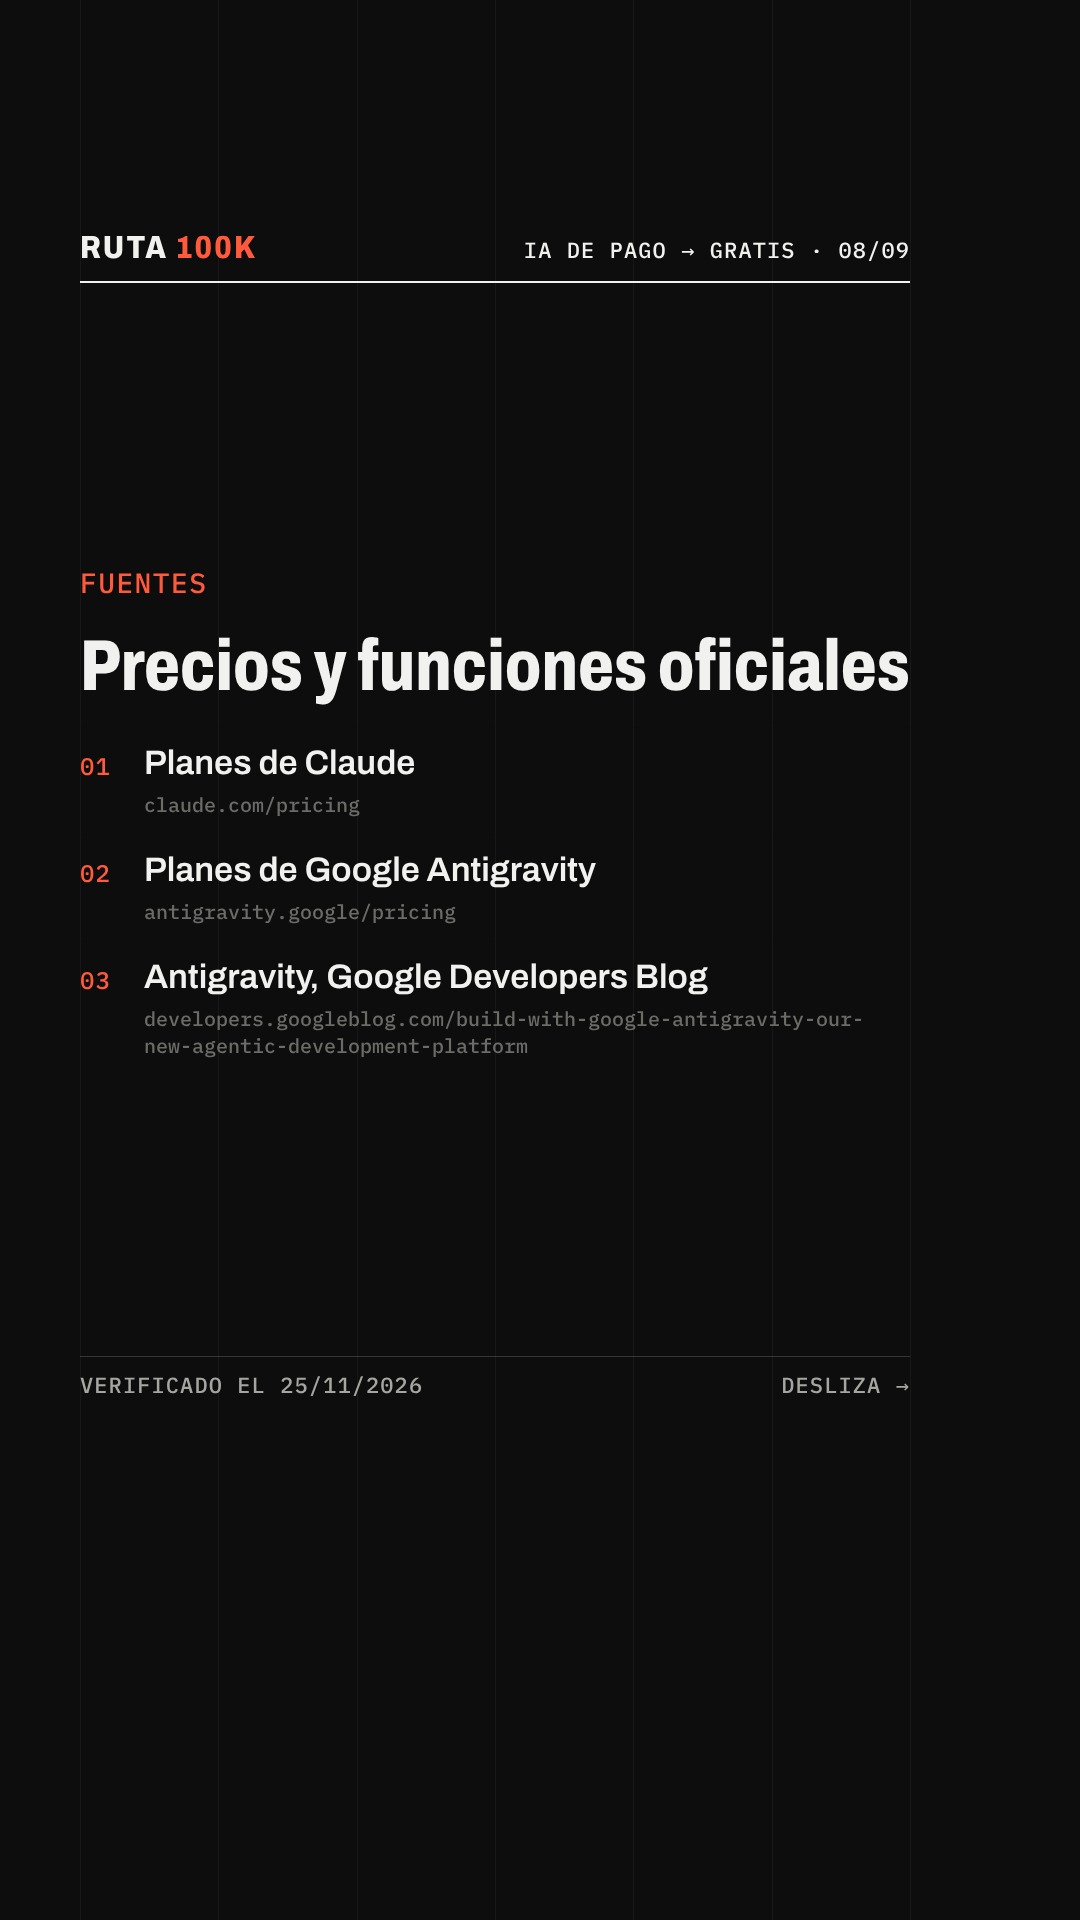 RUTA 100K
IA DE PAGO → GRATIS · 08/09
FUENTES
Precios y funciones oficiales
01 Planes de Claude
claude.com/pricing
02 Planes de Google Antigravity
antigravity.google/pricing
03 Antigravity, Google Developers Blog
developers.googleblog.com/build-with-google-antigravity-our-
new-agentic-development-platform
VERIFICADO EL 25/11/2026
DESLIZA →